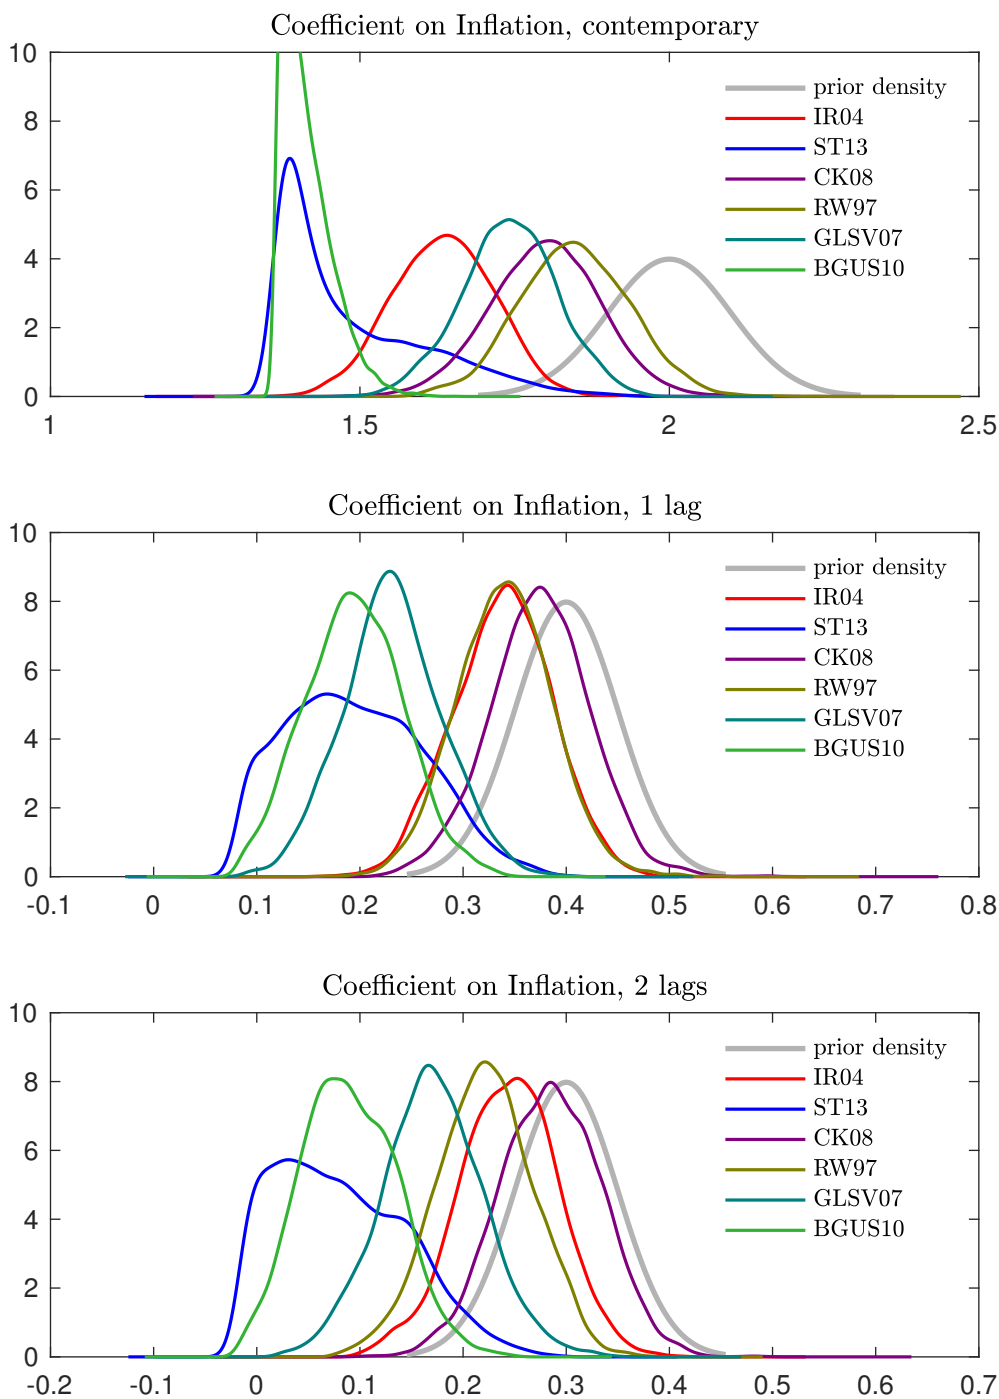 Coefficient on Inflation, contemporary
10
8
6
4
2
0
1 1.5 2 2.5
prior density
IR04
ST13
CK08
RW97
GLSV07
BGUS10
Coefficient on Inflation, 1 lag
10
8
6
4
2
0
-0.1 0 0.1 0.2 0.3 0.4 0.5 0.6 0.7 0.8
prior density
IR04
ST13
CK08
RW97
GLSV07
BGUS10
Coefficient on Inflation, 2 lags
10
8
6
4
2
0
-0.2 -0.1 0 0.1 0.2 0.3 0.4 0.5 0.6 0.7
prior density
IR04
ST13
CK08
RW97
GLSV07
BGUS10